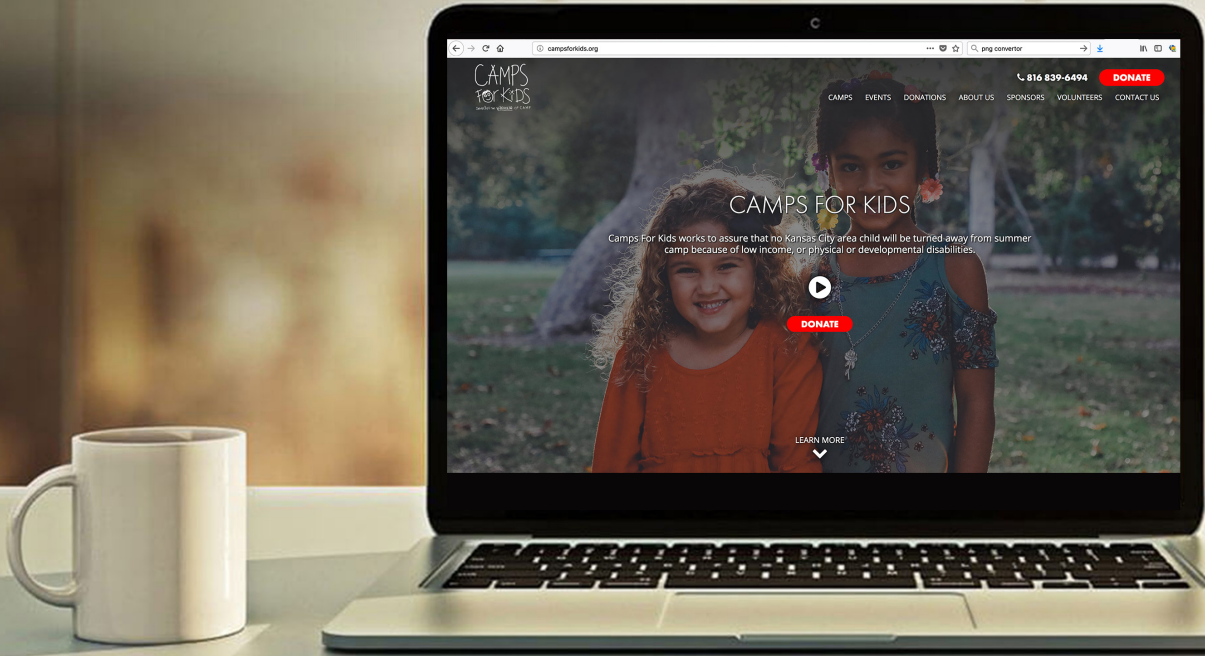 campsforkids.org
png convertor
CAMPS
FOR KIDS
816 839-6494
DONATE
CAMPS EVENTS DONATIONS ABOUT US SPONSORS VOLUNTEERS CONTACT US
CAMPS FOR KIDS
Camps For Kids works to assure that no Kansas City area child will be turned away from summer
camp because of low income, or physical or developmental disabilities.
DONATE
LEARN MORE